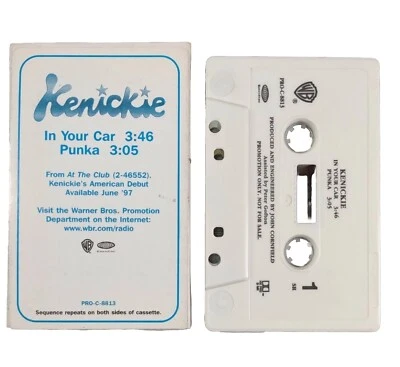 Kenickie
In Your Car 3:46
Punka 3:05
From At The Club (2-46552).
Kenickie's American Debut
Available June '97
Visit the Warner Bros. Promotion
Department on the Internet:
www.wbr.com/radio
PRO-C-8813
Sequence repeats on both sides of cassette.
PRO-C-8813
KENICKIE
IN YOUR CAR 3:46
PUNKA 3:05
PRODUCED AND ENGINEERED BY JOHN CORNFIELD
PROMOTION ONLY. NOT FOR SALE.
1
SR